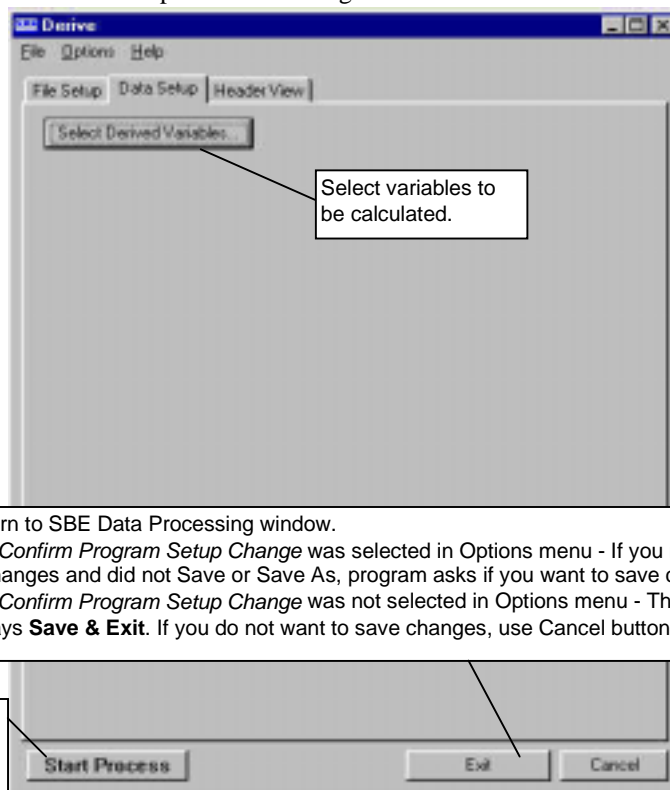 Derive
File Options Help
File Setup Data Setup Header View
Select Derived Variables...
Select variables to
be calculated.
rn to SBE Data Processing window.
Confirm Program Setup Change was selected in Options menu - If you
anges and did not Save or Save As, program asks if you want to save
Confirm Program Setup Change was not selected in Options menu - Th
ys Save & Exit. If you do not want to save changes, use Cancel button
Start Process Exit Cancel